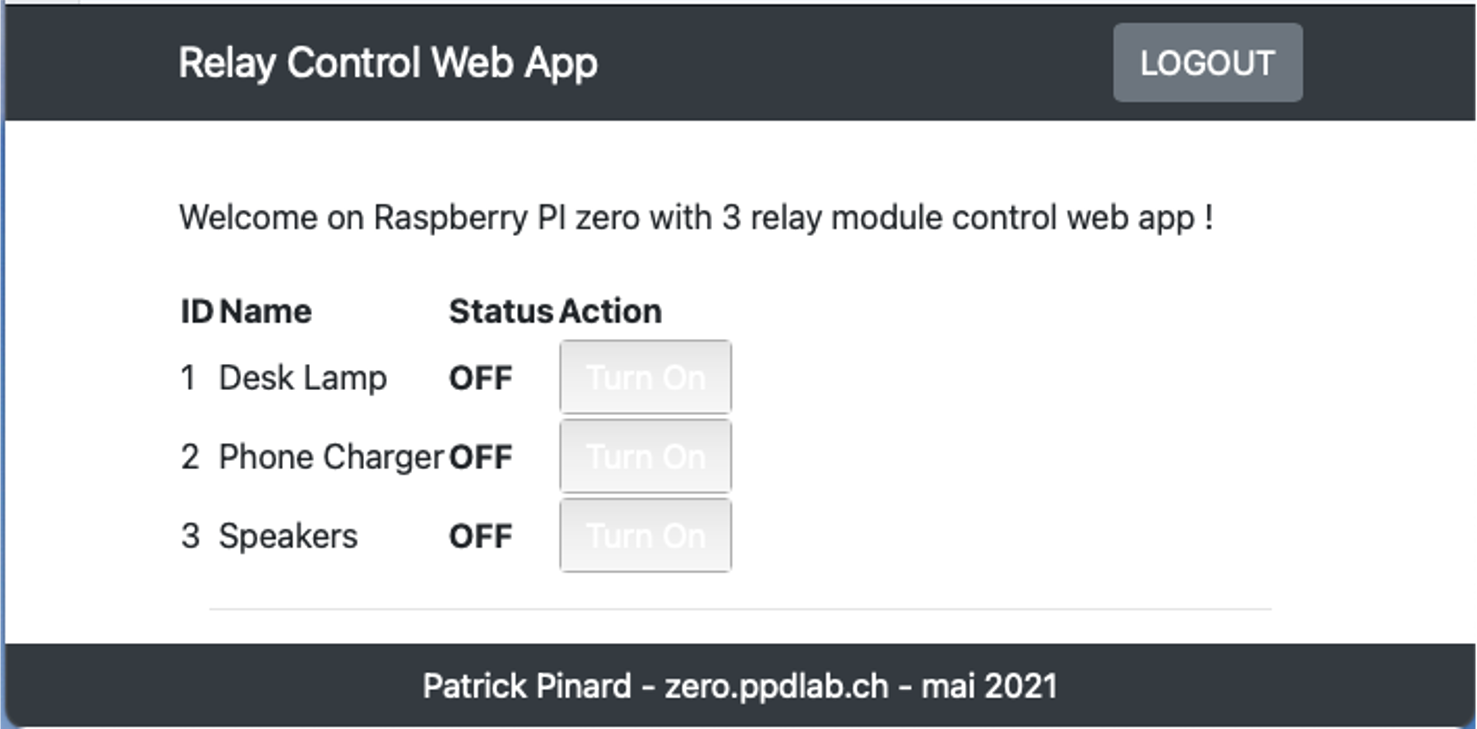 Relay Control Web App LOGOUT
Welcome on Raspberry PI zero with 3 relay module control web app !
ID Name Status Action
1 Desk Lamp OFF Turn On
2 Phone Charger OFF Turn On
3 Speakers OFF Turn On
Patrick Pinard - zero.ppdlab.ch - mai 2021